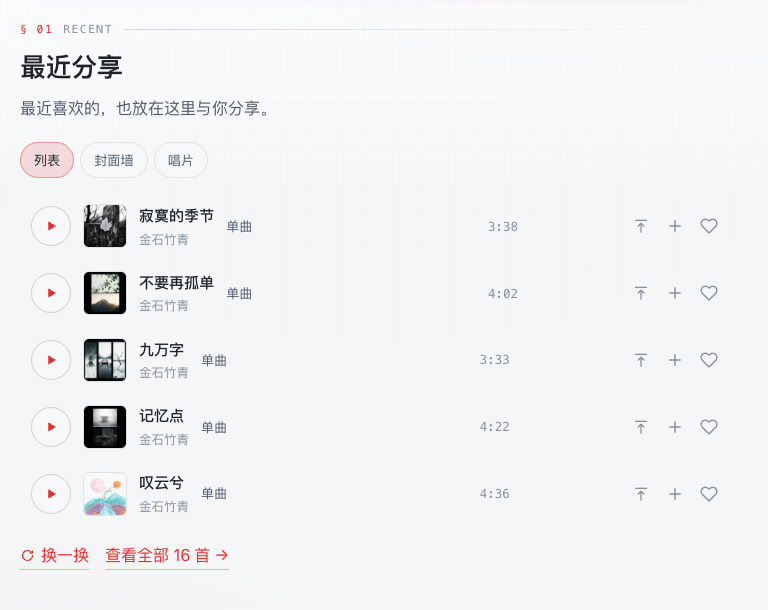 § 01 RECENT
最近分享
最近喜欢的，也放在这里与你分享。
列表 封面墙 唱片
寂寞的季节 单曲 3:38
金石竹青
不要再孤单 单曲 4:02
金石竹青
九万字 单曲 3:33
金石竹青
记忆点 单曲 4:22
金石竹青
叹云兮 单曲 4:36
金石竹青
换一换 查看全部 16 首 →